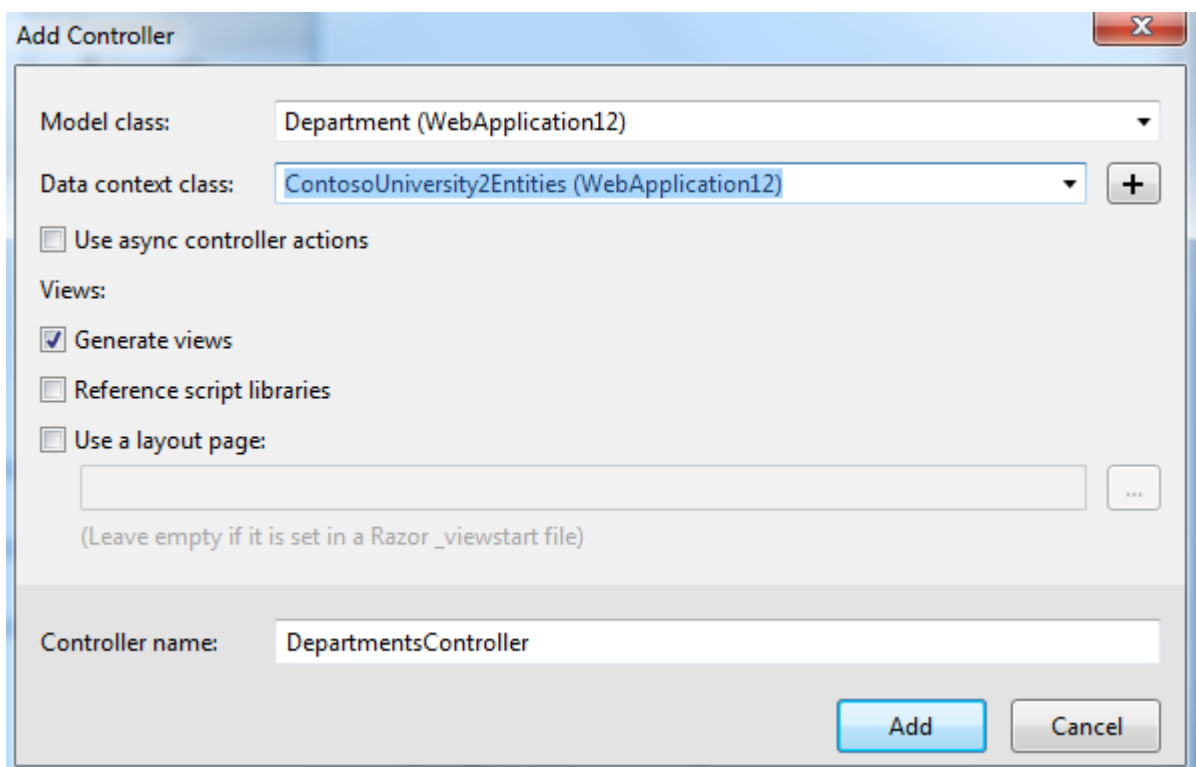 Add Controller
Model class: Department (WebApplication12)
Data context class: ContosoUniversity2Entities (WebApplication12) +
Use async controller actions
Views:
Generate views
Reference script libraries
Use a layout page:
...
(Leave empty if it is set in a Razor _viewstart file)
Controller name: DepartmentsController
Add Cancel